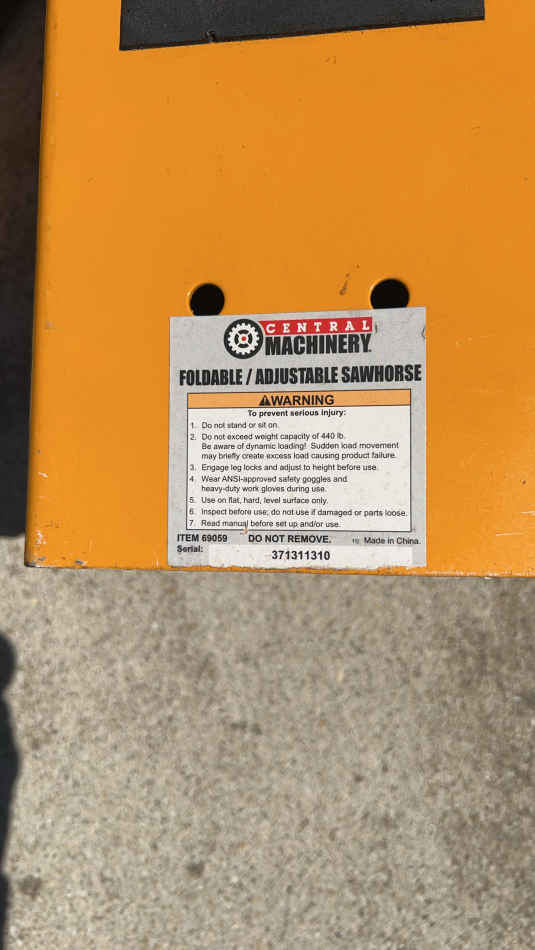 CENTRAL
MACHINERY
FOLDABLE / ADJUSTABLE SAWHORSE
⚠WARNING
To prevent serious injury:
1. Do not stand or sit on.
2. Do not exceed weight capacity of 440 lb.
Be aware of dynamic loading! Sudden load movement
may briefly create excess load causing product failure.
3. Engage leg locks and adjust to height before use.
4. Wear ANSI-approved safety goggles and
heavy-duty work gloves during use.
5. Use on flat, hard, level surface only.
6. Inspect before use; do not use if damaged or parts loose.
7. Read manual before set up and/or use.
ITEM 69059 DO NOT REMOVE. Made in China.
Serial: 371311310